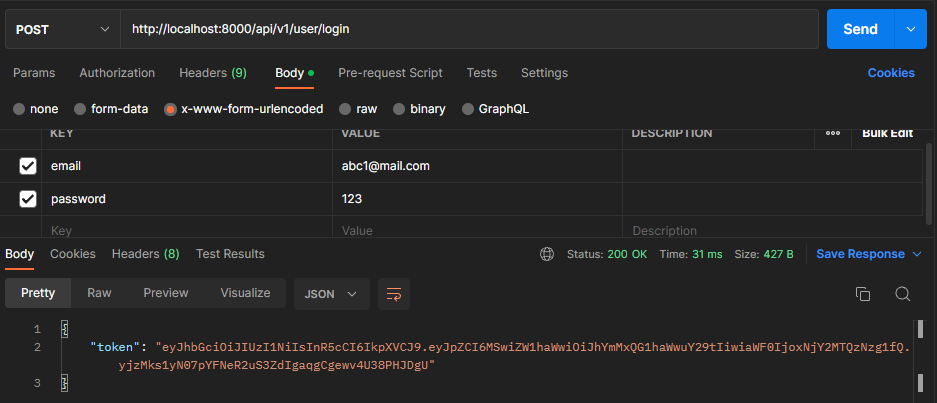 POST http://localhost:8000/api/v1/user/login Send
Params Authorization Headers (9) Body Pre-request Script Tests Settings Cookies
none form-data x-www-form-urlencoded raw binary GraphQL
KEY VALUE DESCRIPTION ooo Bulk Edit
email abc1@mail.com
password 123
Key Value Description
Body Cookies Headers (8) Test Results Status: 200 OK Time: 31 ms Size: 427 B Save Response
Pretty Raw Preview Visualize JSON
1 {
2 "token": "eyJhbGciOiJIUzI1NiIsInR5cCI6IkpXVCJ9.eyJpZCI6MSwiZW1haWwiOiJhYmMxQG1haWwuY29tIiwiaWF0IjoxNjY2MTQzNzg1fQ.
yjzMks1yN07pYFNeR2uS3ZdIgaqgCgewv4U38PHJDgU"
3 }